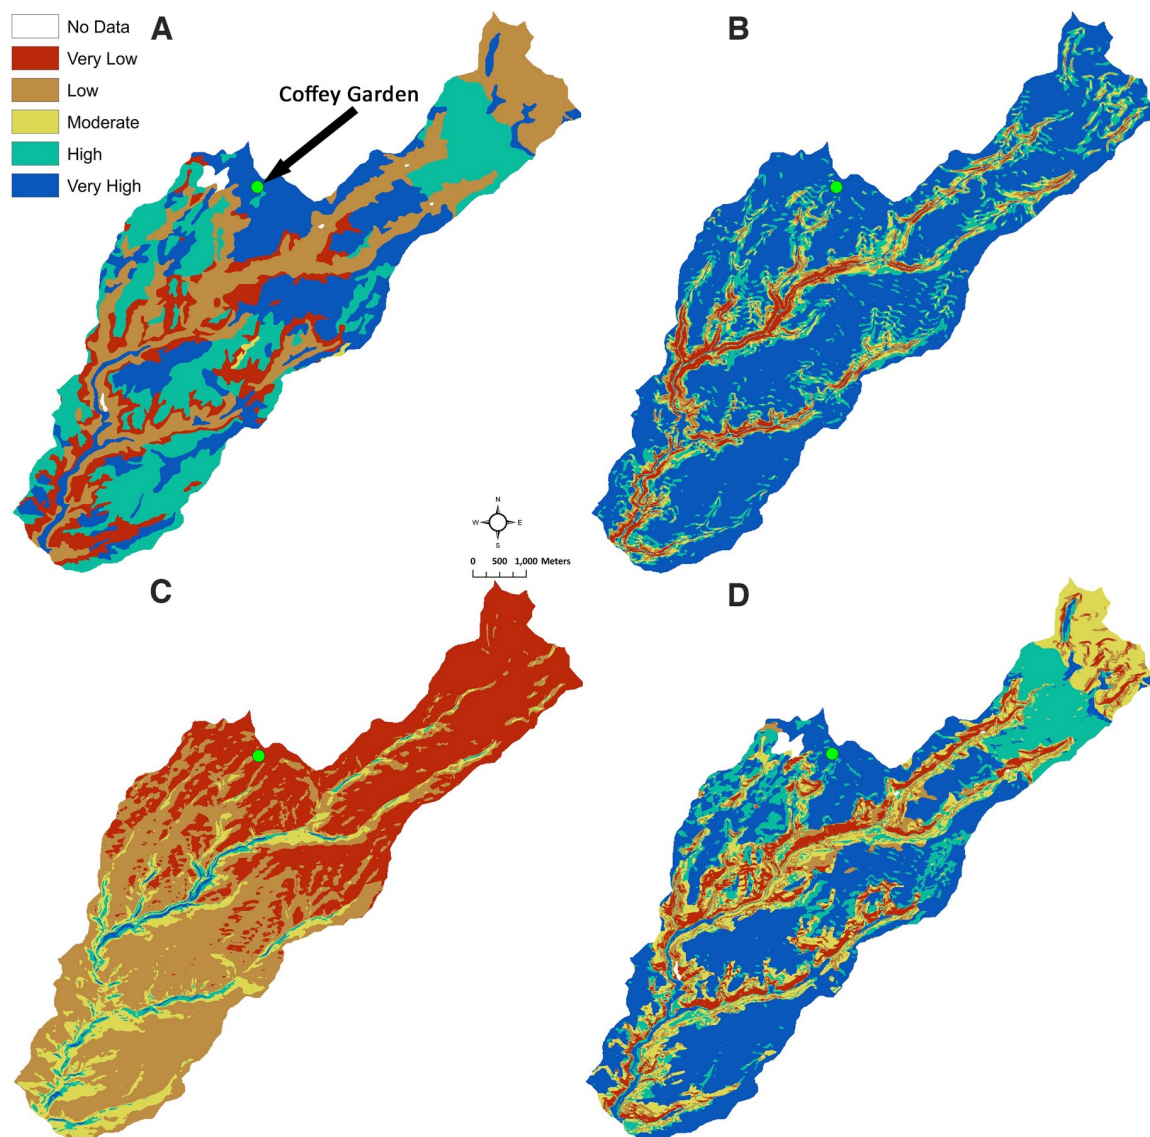 No Data
Very Low
Low
Moderate
High
Very High
A
B
Coffey Garden
N
W E
S
0 500 1,000 Meters
C
D